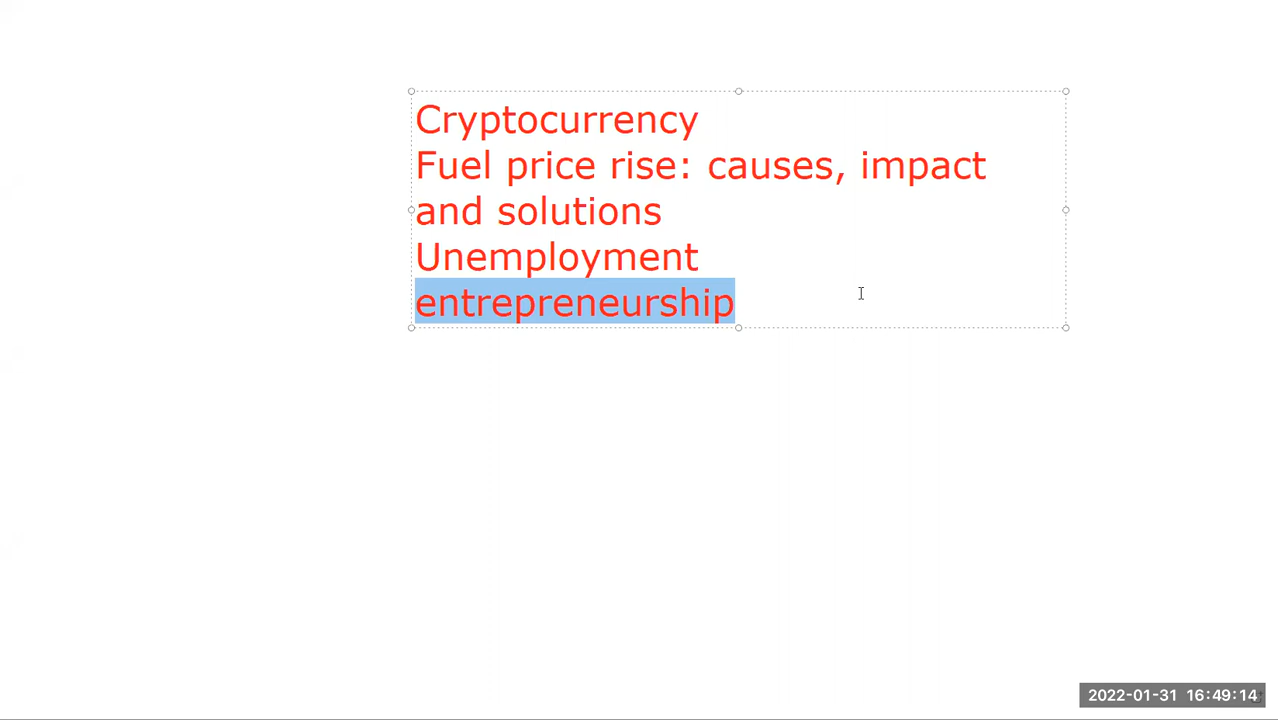 Cryptocurrency
Fuel price rise: causes, impact
and solutions
Unemployment
entrepreneurship
2022-01-31 16:49:14